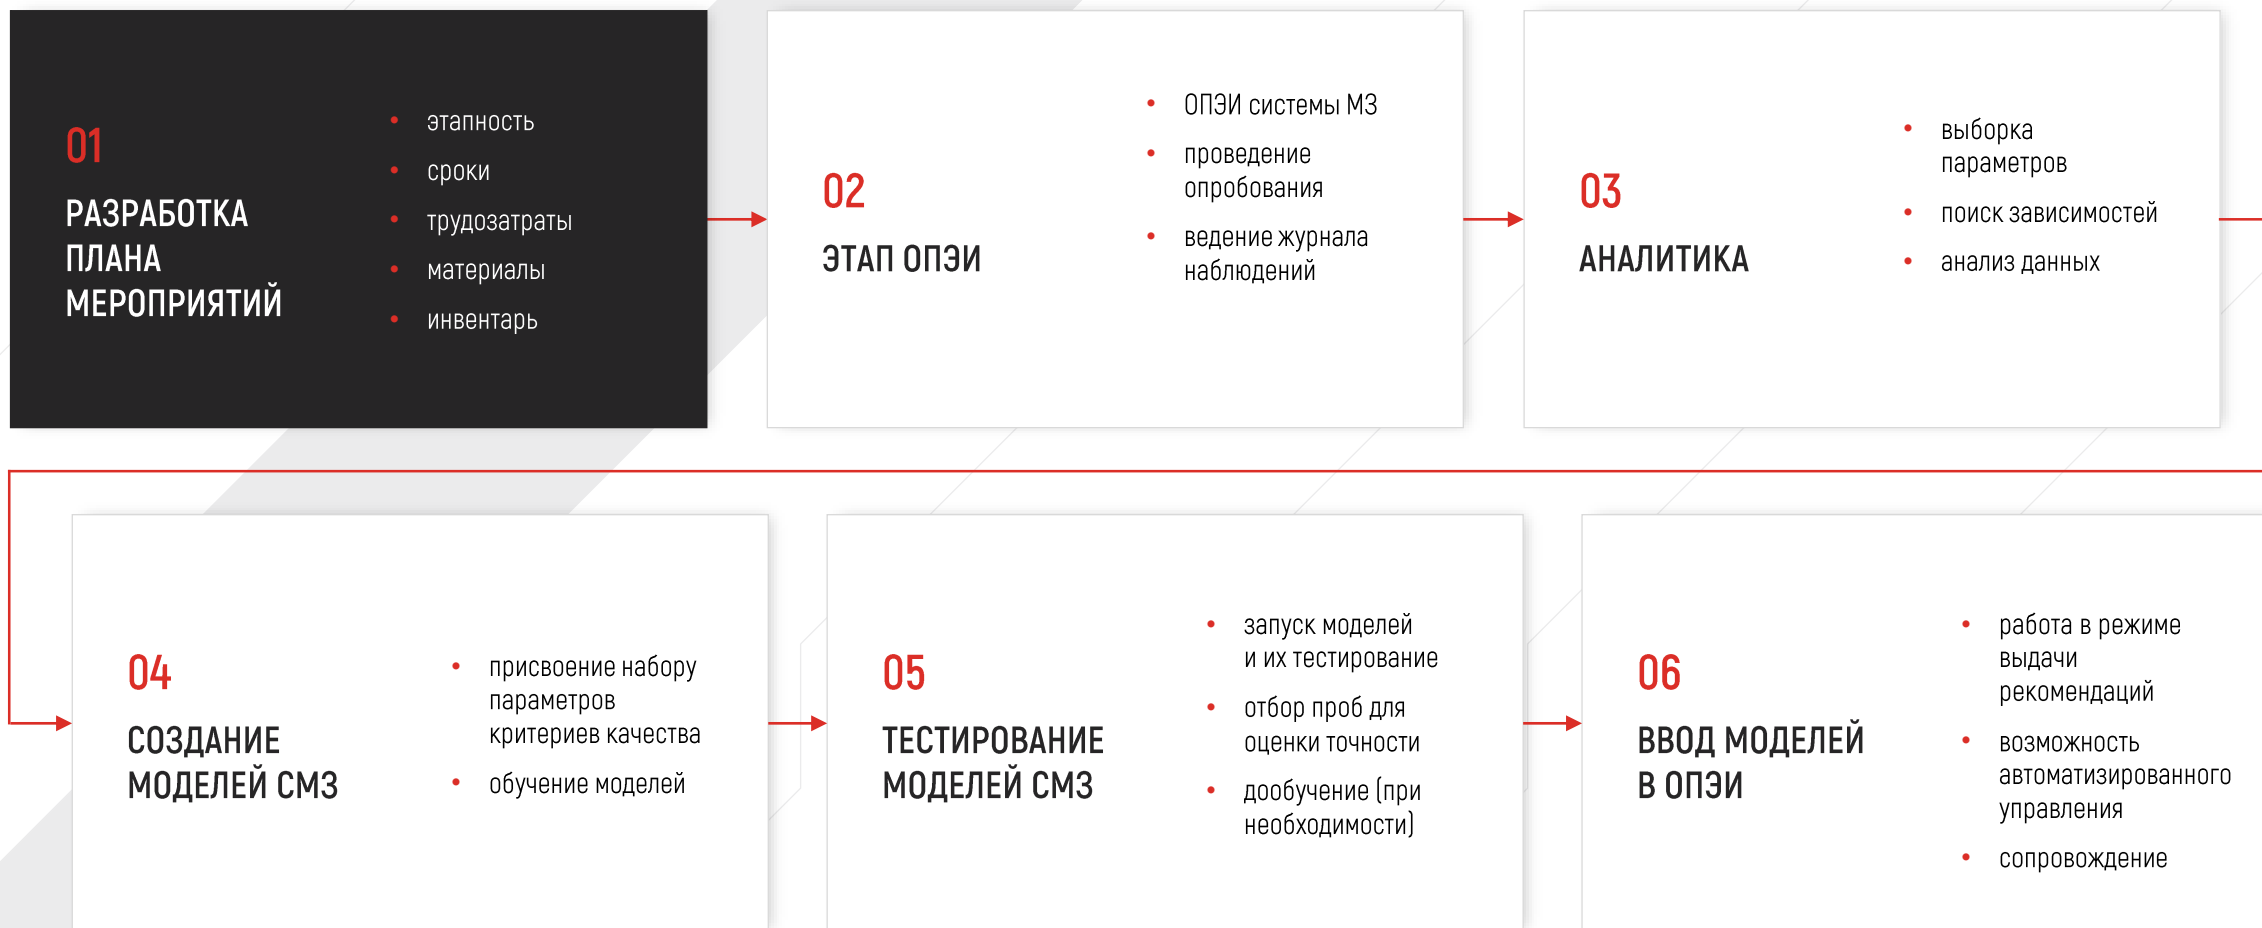 01
РАЗРАБОТКА
ПЛАНА
МЕРОПРИЯТИЙ
этапность
сроки
трудозатраты
материалы
инвентарь
02
ЭТАП ОПЭИ
ОПЭИ системы МЗ
проведение
опробования
ведение журнала
наблюдений
03
АНАЛИТИКА
выборка
параметров
поиск зависимостей
анализ данных
04
СОЗДАНИЕ
МОДЕЛЕЙ СМЗ
присвоение набору
параметров
критериев качества
обучение моделей
05
ТЕСТИРОВАНИЕ
МОДЕЛЕЙ СМЗ
запуск моделей
и их тестирование
отбор проб для
оценки точности
дообучение (при
необходимости)
06
ВВОД МОДЕЛЕЙ
В ОПЭИ
работа в режиме
выдачи
рекомендаций
возможность
автоматизированного
управления
сопровождение